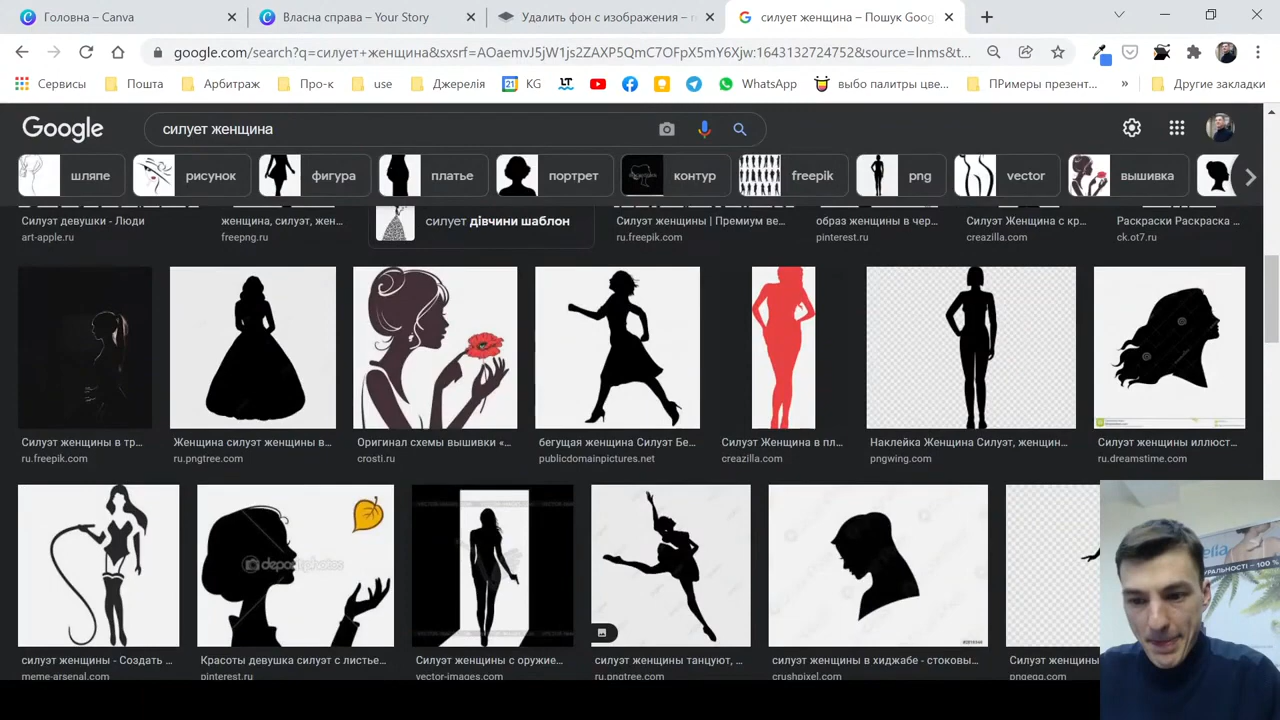 Головна – Canva
Власна справа – Your Story
Удалить фон с изображения –
силует женщина – Пошук Goog
google.com/search?q=силует+женщина&sxsrf=AOaemvJ5jW1js2ZAXP5QmC7OFpX5mY6Xjw:1643132724752&source=lnms&t...
Сервисы
Пошта
Арбитраж
Про-к
use
Джерелія
31
KG
LT
WhatsApp
выбо палитры цве...
ПРимеры презент...
»
Другие закладки
Google
силует женщина
шляпе
рисунок
фигура
платье
портрет
контур
freepik
png
vector
вышивка
Силуэт девушки - Люди
женщина, силуэт, жен...
силует дівчини шаблон
Силуэт женщины | Премиум ве...
образ женщины в чер...
Силуэт Женщина с кр...
Раскраски Раскраска ...
art-apple.ru
freepng.ru
ru.freepik.com
pinterest.ru
creazilla.com
ck.ot7.ru
Силуэт женщины в тр...
Женщина силуэт женщины в...
Оригинал схемы вышивки «...
бегущая женщина Силуэт Бе...
Силуэт Женщина в пл...
Наклейка Женщина Силуэт, женщин...
Силуэт женщины иллюст...
ru.freepik.com
ru.pngtree.com
crosti.ru
publicdomainpictures.net
creazilla.com
pngwing.com
ru.dreamstime.com
depositphotos
силуэт женщины - Создать ...
Красоты девушка силуэт с листье...
Силуэт женщины с оружие...
силуэт женщины танцуют, ...
силуэт женщины в хиджабе - стоковы...
Силуэт женщины
meme-arsenal.com
pinterest.ru
vector-images.com
ru.pngtree.com
crushpixel.com
pngegg.com
ella
УРАЛЬНОСТІ – 100 %